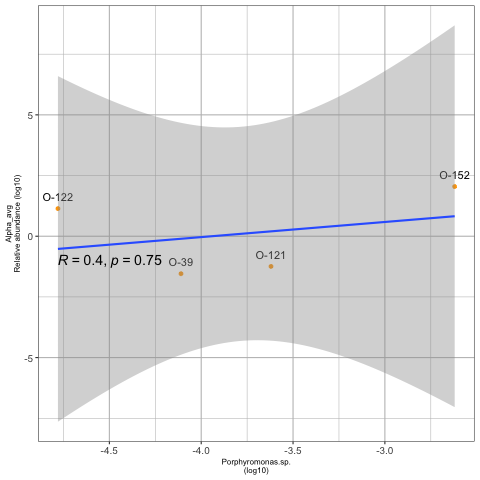 Alpha_avg
Relative abundance (log10)
5
0
-5
O-122
O-152
O-121
O-39
R = 0.4, p = 0.75
-4.5
-4.0
-3.5
-3.0
Porphyromonas.sp.
(log10)